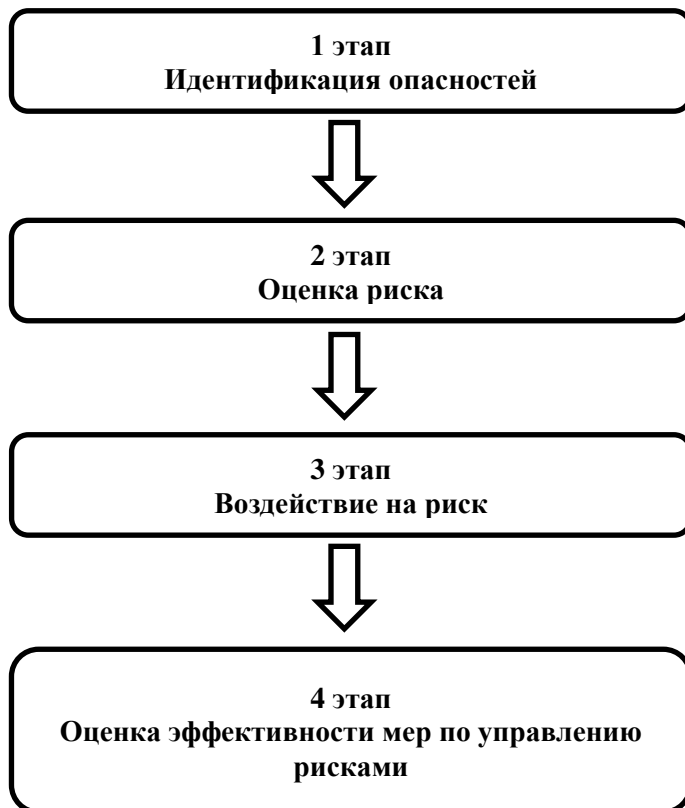 1 этап
Идентификация опасностей
2 этап
Оценка риска
3 этап
Воздействие на риск
4 этап
Оценка эффективности мер по управлению
рисками